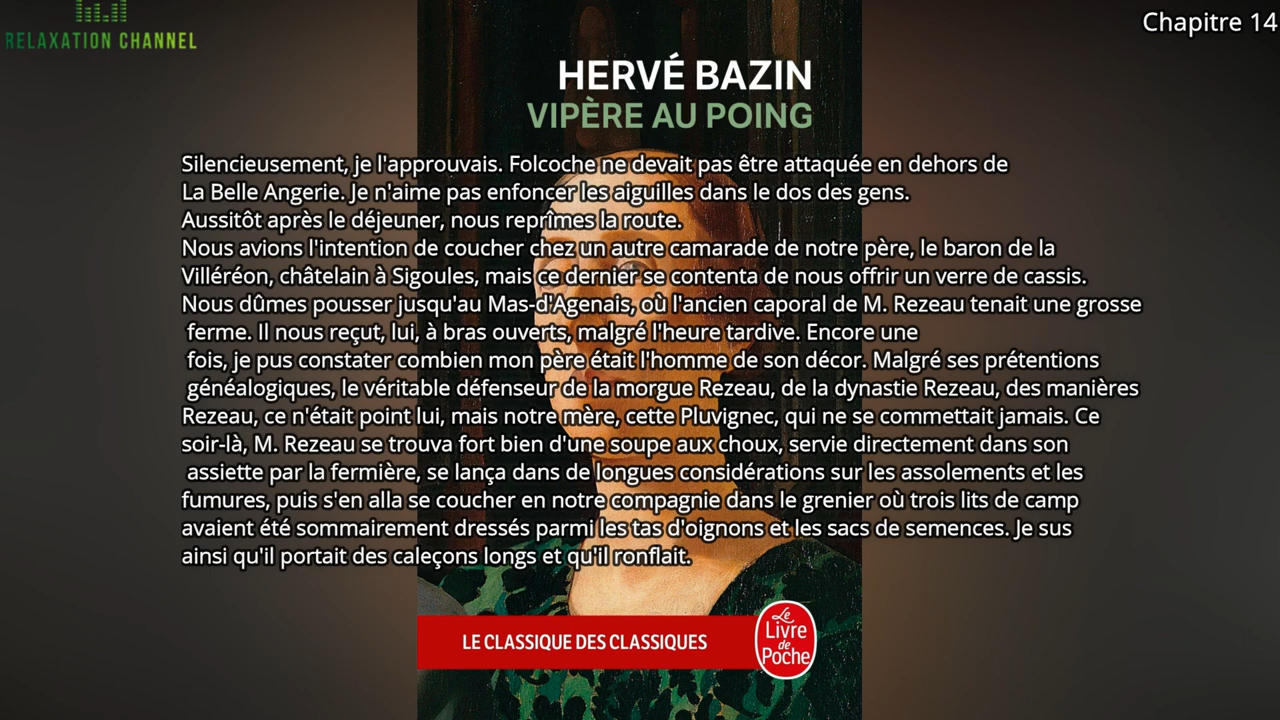 RELAXATION CHANNEL
Chapitre 14
HERVÉ BAZIN
VIPÈRE AU POING
Silencieusement, je l'approuvais. Folcoche ne devait pas être attaquée en dehors de
La Belle Angerie. Je n'aime pas enfoncer les aiguilles dans le dos des gens.
Aussitôt après le déjeuner, nous reprîmes la route.
Nous avions l'intention de coucher chez un autre camarade de notre père, le baron de la
Villéréon, châtelain à Sigoules, mais ce dernier se contenta de nous offrir un verre de cassis.
Nous dûmes pousser jusqu'au Mas-d'Agenais, où l'ancien caporal de M. Rezeau tenait une grosse
ferme. Il nous reçut, lui, à bras ouverts, malgré l'heure tardive. Encore une
fois, je pus constater combien mon père était l'homme de son décor. Malgré ses prétentions
généalogiques, le véritable défenseur de la morgue Rezeau, de la dynastie Rezeau, des manières
Rezeau, ce n'était point lui, mais notre mère, cette Pluvignec, qui ne se commettait jamais. Ce
soir-là, M. Rezeau se trouva fort bien d'une soupe aux choux, servie directement dans son
assiette par la fermière, se lança dans de longues considérations sur les assolements et les
fumures, puis s'en alla se coucher en notre compagnie dans le grenier où trois lits de camp
avaient été sommairement dressés parmi les tas d'oignons et les sacs de semences. Je sus
ainsi qu'il portait des caleçons longs et qu'il ronflait.
LE CLASSIQUE DES CLASSIQUES
Le
Livre
de
Poche